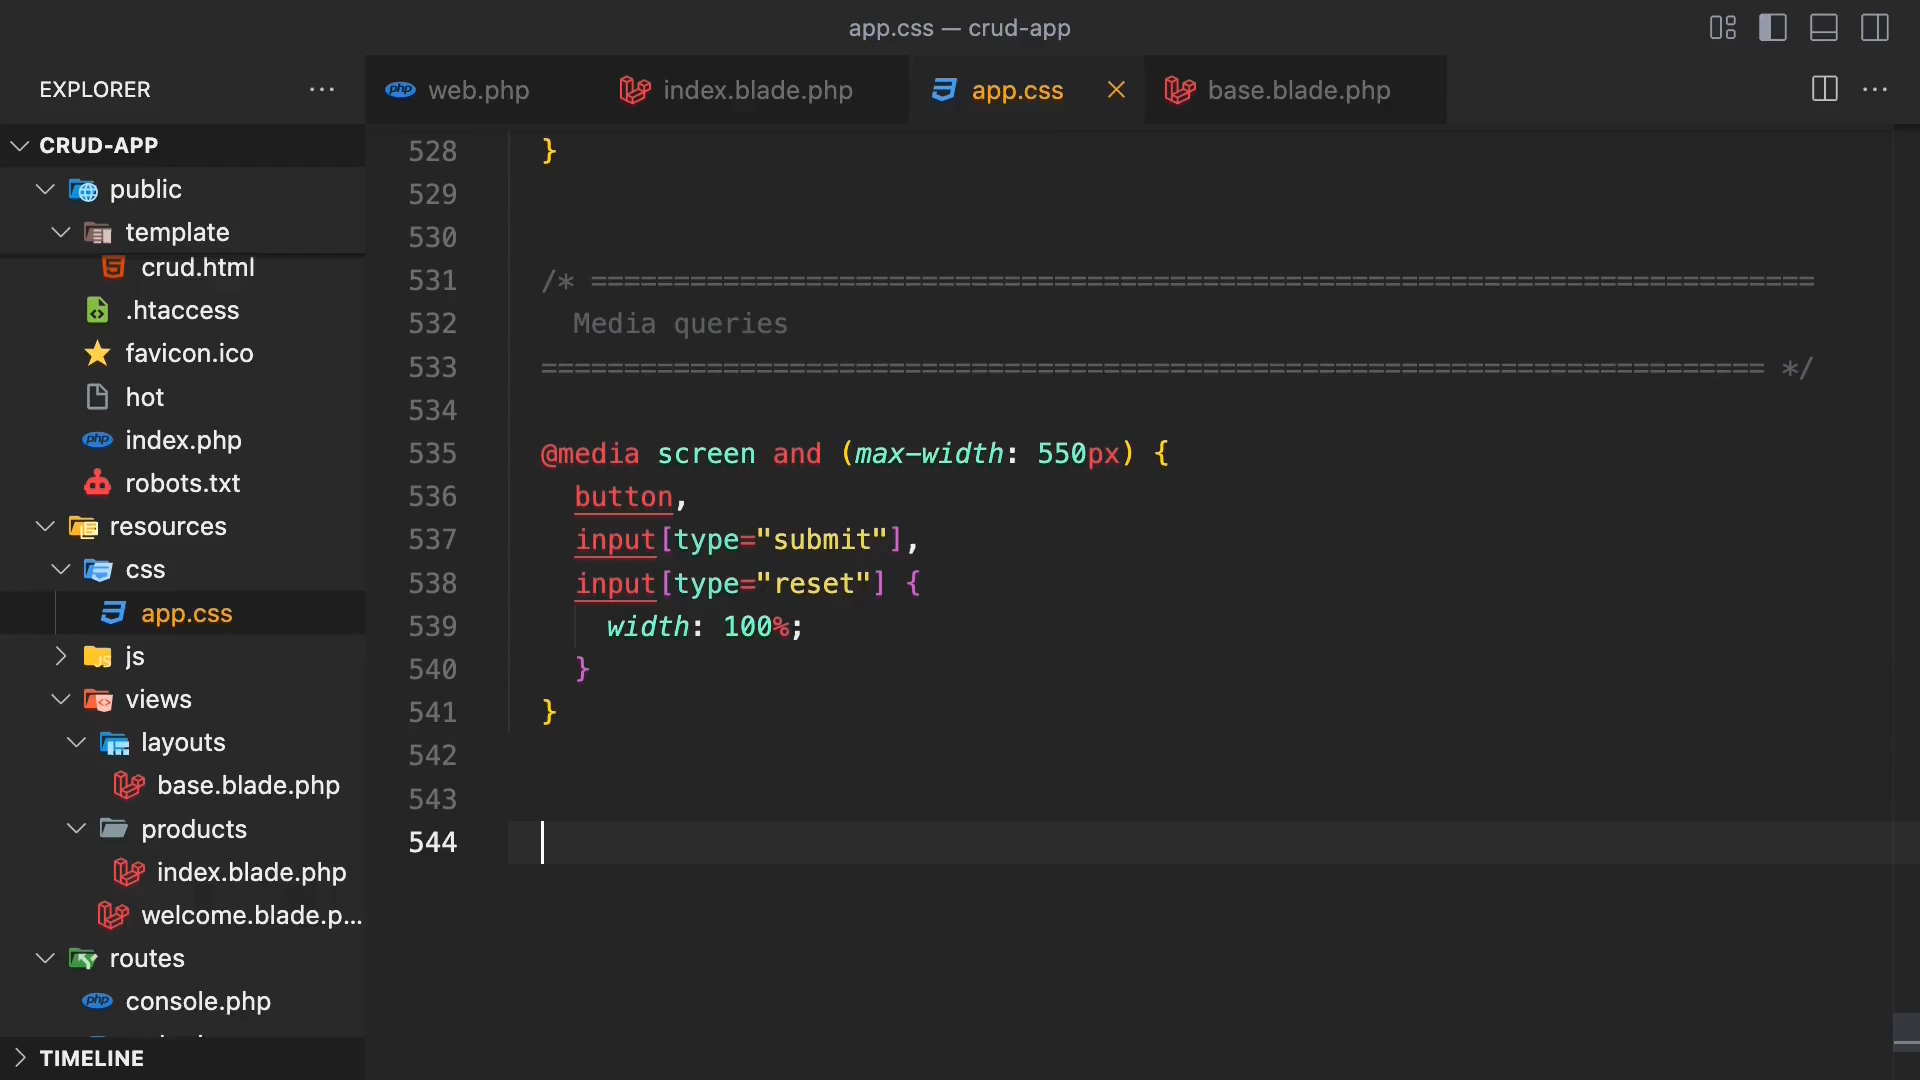 app.css — crud-app
EXPLORER
web.php
index.blade.php
app.css
base.blade.php
CRUD-APP
public
template
crud.html
.htaccess
favicon.ico
hot
index.php
robots.txt
resources
css
app.css
js
views
layouts
base.blade.php
products
index.blade.php
welcome.blade.p...
routes
console.php
TIMELINE
528 }
529
530
531 /* ==========================================================================
532 Media queries
533 ========================================================================== */
534
535 @media screen and (max-width: 550px) {
536 button,
537 input[type="submit"],
538 input[type="reset"] {
539 width: 100%;
540 }
541 }
542
543
544